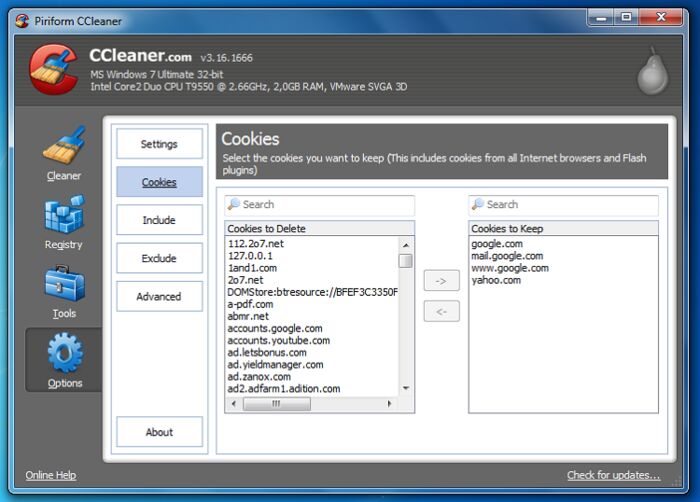 Piriform CCleaner
CCleaner.com v3.16.1666
MS Windows 7 Ultimate 32-bit
Intel Core2 Duo CPU T9550 @ 2.66GHz, 2,0GB RAM, VMware SVGA 3D
Cleaner
Registry
Tools
Options
Settings
Cookies
Include
Exclude
Advanced
About
Cookies
Select the cookies you want to keep (This includes cookies from all Internet browsers and Flash
plugins)
Search
Cookies to Delete
112.2o7.net
127.0.0.1
1and1.com
2o7.net
DOMStore:btresource://BFEF3C3350F
a-pdf.com
abmr.net
accounts.google.com
accounts.youtube.com
ad.letsbonus.com
ad.yieldmanager.com
ad.zanox.com
ad2.adfarm1.adition.com
->
<-
Search
Cookies to Keep
google.com
mail.google.com
www.google.com
yahoo.com
Online Help
Check for updates...